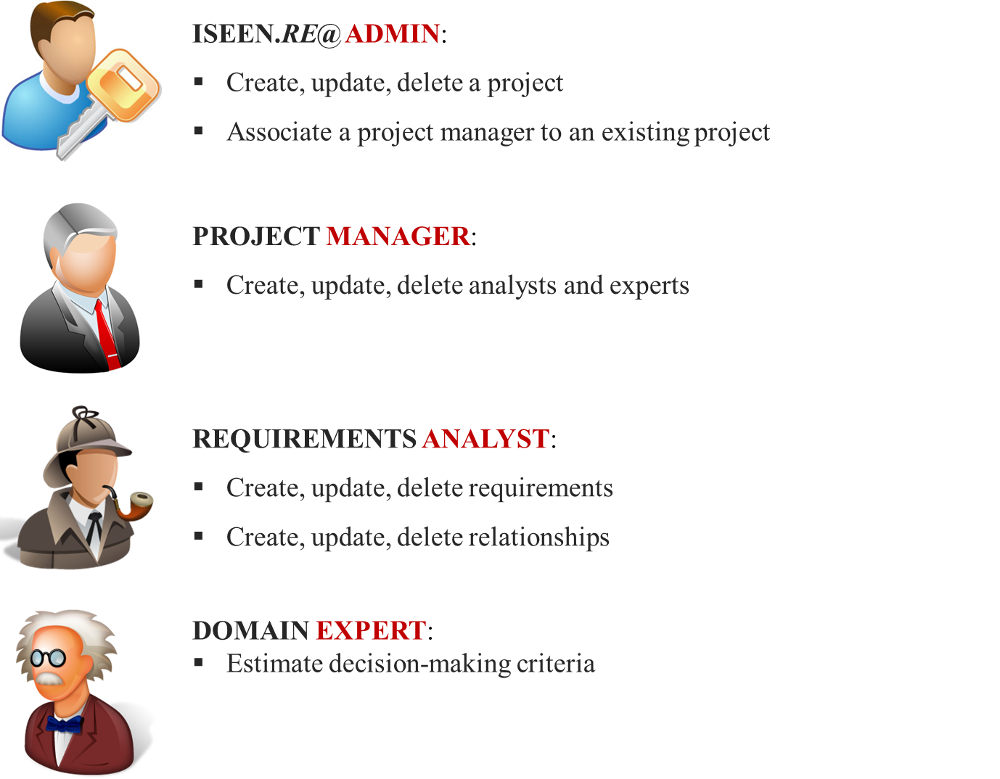 ISEEN.RE@ ADMIN:
▪ Create, update, delete a project
▪ Associate a project manager to an existing project
PROJECT MANAGER:
▪ Create, update, delete analysts and experts
REQUIREMENTS ANALYST:
▪ Create, update, delete requirements
▪ Create, update, delete relationships
DOMAIN EXPERT:
▪ Estimate decision-making criteria